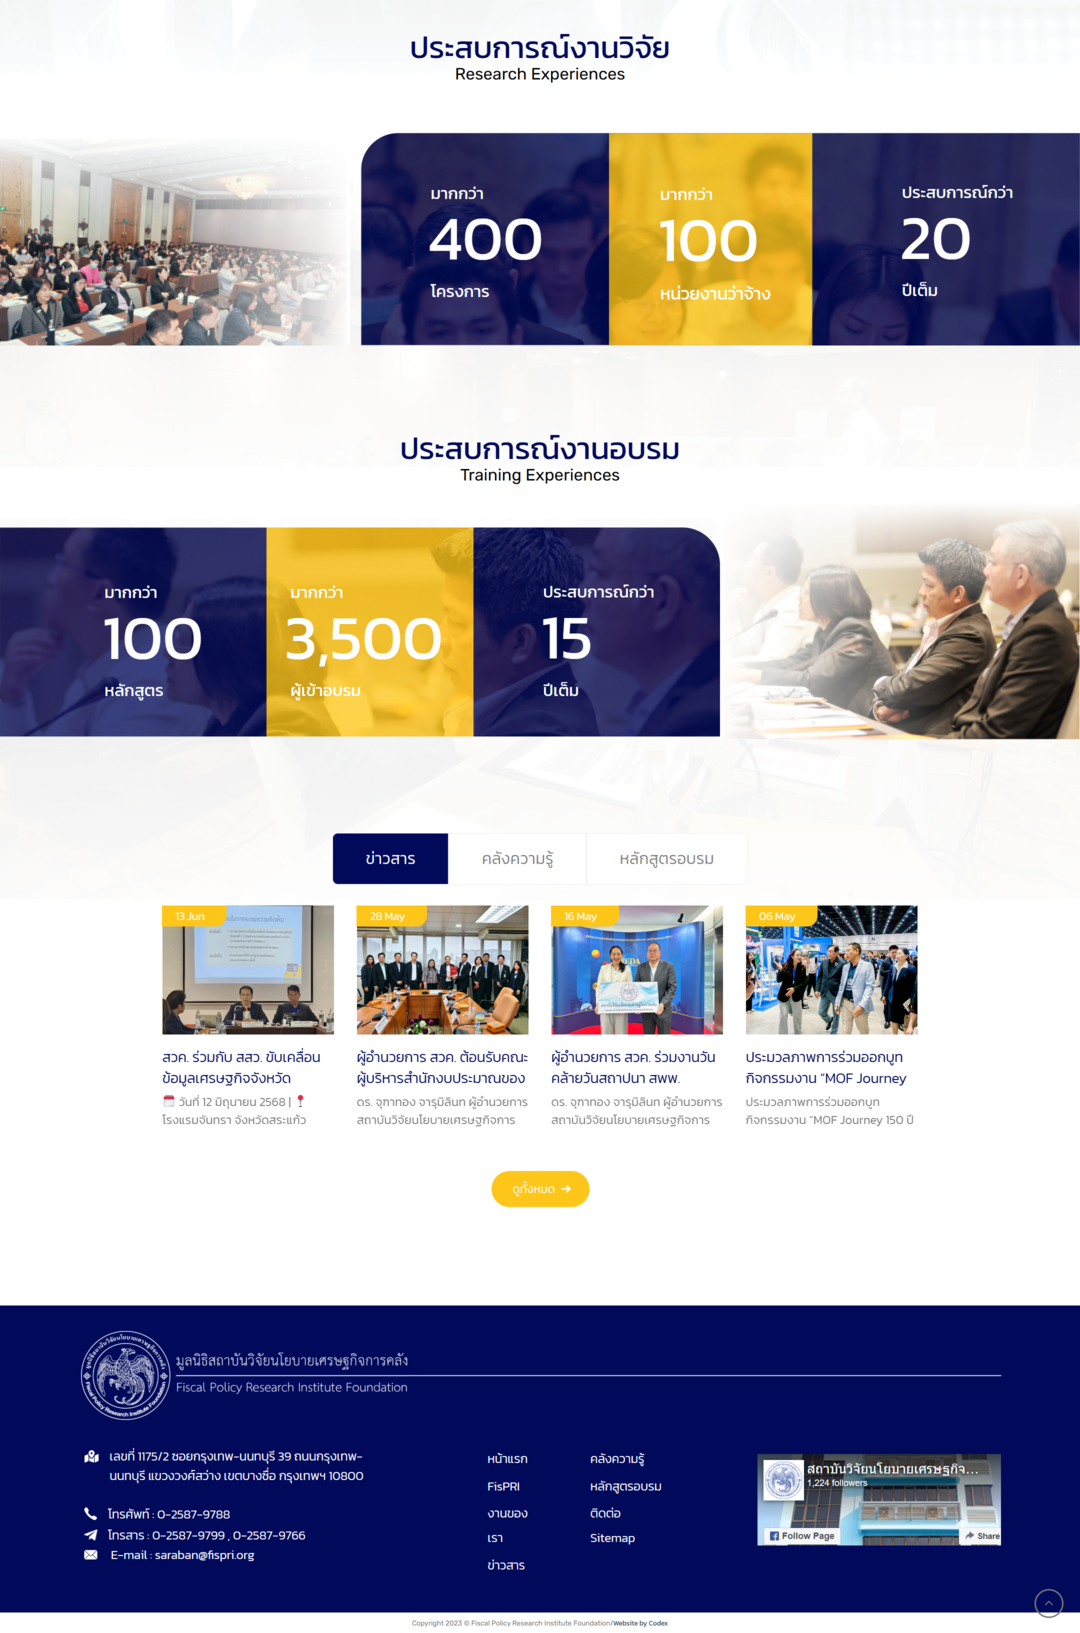 ประสบการณ์งานวิจัย
Research Experiences
มากกว่า
400
โครงการ
มากกว่า
100
หน่วยงานว่าจ้าง
ประสบการณ์กว่า
20
ปีเต็ม
ประสบการณ์งานอบรม
Training Experiences
มากกว่า
100
หลักสูตร
มากกว่า
3,500
ผู้เข้าอบรม
ประสบการณ์กว่า
15
ปีเต็ม
ข่าวสาร
คลังความรู้
หลักสูตรอบรม
13 Jun
สวค. ร่วมกับ สสว. ขับเคลื่อน
ข้อมูลเศรษฐกิจจังหวัด
วันที่ 12 มิถุนายน 2568 |
โรงแรมจันทรา จังหวัดสระแก้ว
28 May
ผู้อำนวยการ สวค. ต้อนรับคณะ
ผู้บริหารสำนักงบประมาณของ
ดร. จุฑาทอง จารุมิลินท ผู้อำนวยการ
สถาบันวิจัยนโยบายเศรษฐกิจการ
16 May
ผู้อำนวยการ สวค. ร่วมงานวัน
คล้ายวันสถาปนา สพพ.
ดร. จุฑาทอง จารุมิลินท ผู้อำนวยการ
สถาบันวิจัยนโยบายเศรษฐกิจการ
06 May
ประมวลภาพการร่วมออกบูท
กิจกรรมงาน “MOF Journey
ประมวลภาพการร่วมออกบูท
กิจกรรมงาน “MOF Journey 150 ปี
ดูทั้งหมด
มูลนิธิสถาบันวิจัยนโยบายเศรษฐกิจการคลัง
Fiscal Policy Research Institute Foundation
เลขที่ 1175/2 ซอยกรุงเทพ-นนทบุรี 39 ถนนกรุงเทพ-
นนทบุรี แขวงวงศ์สว่าง เขตบางซื่อ กรุงเทพฯ 10800
โทรศัพท์ : 0-2587-9788
โทรสาร : 0-2587-9799 , 0-2587-9766
E-mail : saraban@fispri.org
หน้าแรก
FisPRI
งานของ
เรา
ข่าวสาร
คลังความรู้
หลักสูตรอบรม
ติดต่อ
Sitemap
สถาบันวิจัยนโยบายเศรษฐกิจ...
1,224 followers
Follow Page
Share
Copyright 2023 © Fiscal Policy Research Institute Foundation/Website by Codex